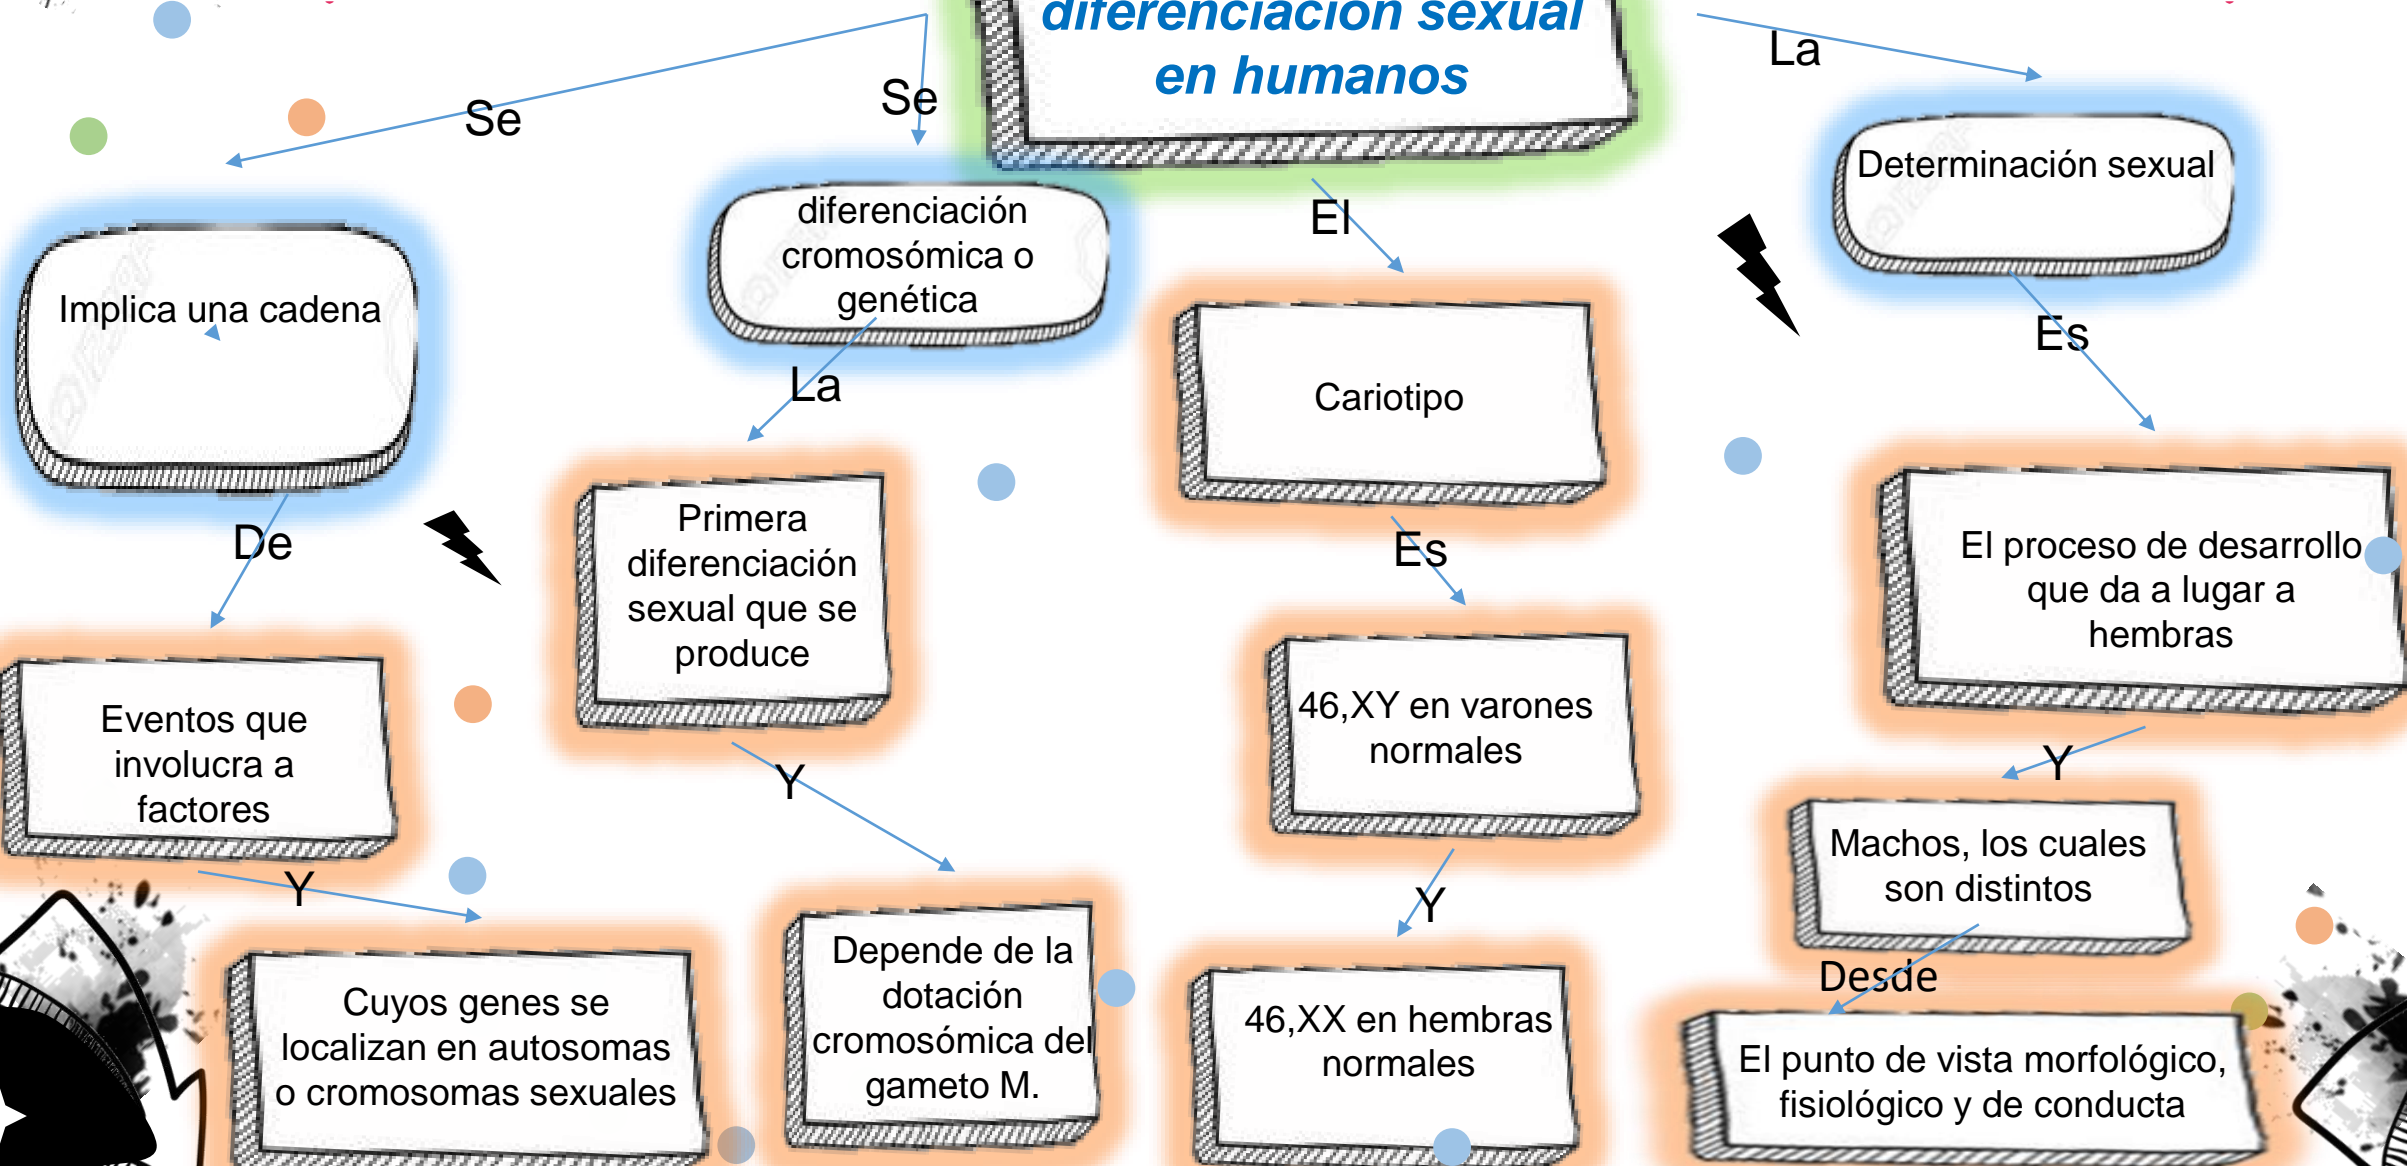 diferenciación sexual
en humanos
Se
Se
La
Implica una cadena
De
Eventos que
involucra a
factores
Y
Cuyos genes se
localizan en autosomas
o cromosomas sexuales
diferenciación
cromosómica o
genética
La
Primera
diferenciación
sexual que se
produce
Y
Depende de la
dotación
cromosómica del
gameto M.
El
Cariotipo
Es
46,XY en varones
normales
Y
46,XX en hembras
normales
Determinación sexual
Es
El proceso de desarrollo
que da a lugar a
hembras
Y
Machos, los cuales
son distintos
Desde
El punto de vista morfológico,
fisiológico y de conducta